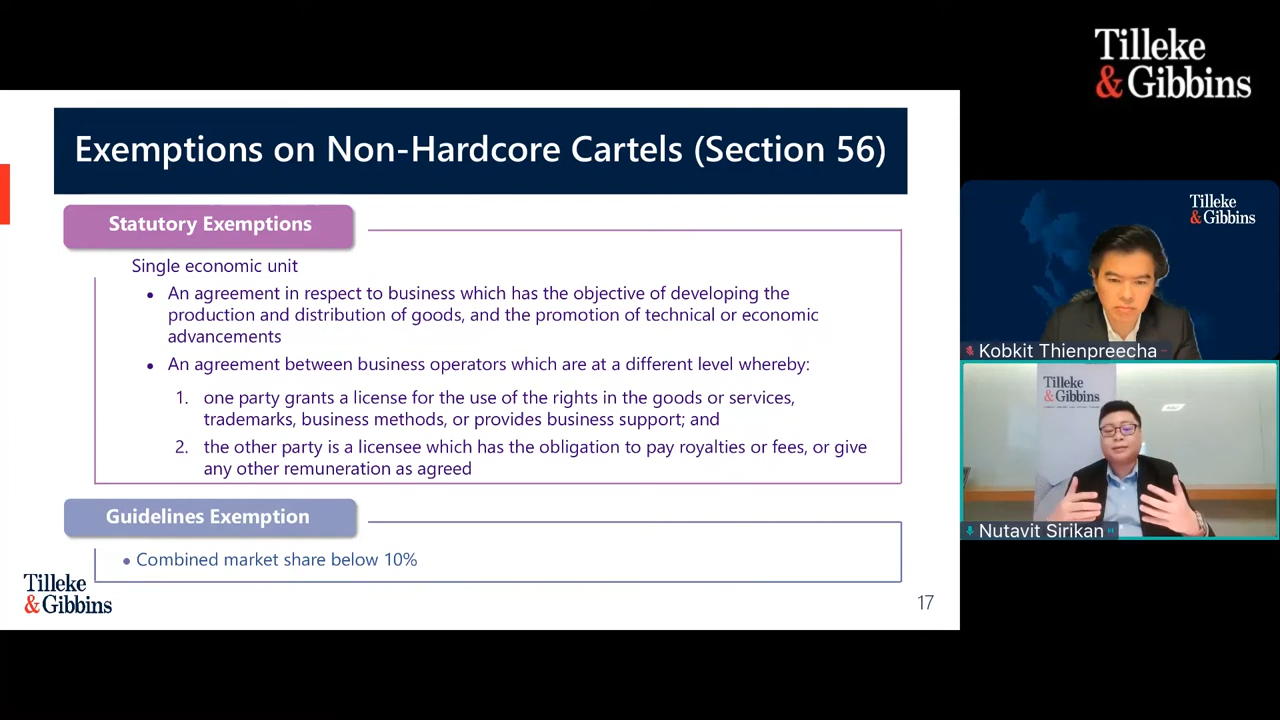 Tilleke
& Gibbins
Exemptions on Non-Hardcore Cartels (Section 56)
Statutory Exemptions
Single economic unit
• An agreement in respect to business which has the objective of developing the
production and distribution of goods, and the promotion of technical or economic
advancements
• An agreement between business operators which are at a different level whereby:
1. one party grants a license for the use of the rights in the goods or services,
trademarks, business methods, or provides business support; and
2. the other party is a licensee which has the obligation to pay royalties or fees, or give
any other remuneration as agreed
Guidelines Exemption
• Combined market share below 10%
Tilleke
& Gibbins
17
Tilleke
& Gibbins
Kobkit Thienpreecha
Tilleke
& Gibbins
Nutavit Sirikan